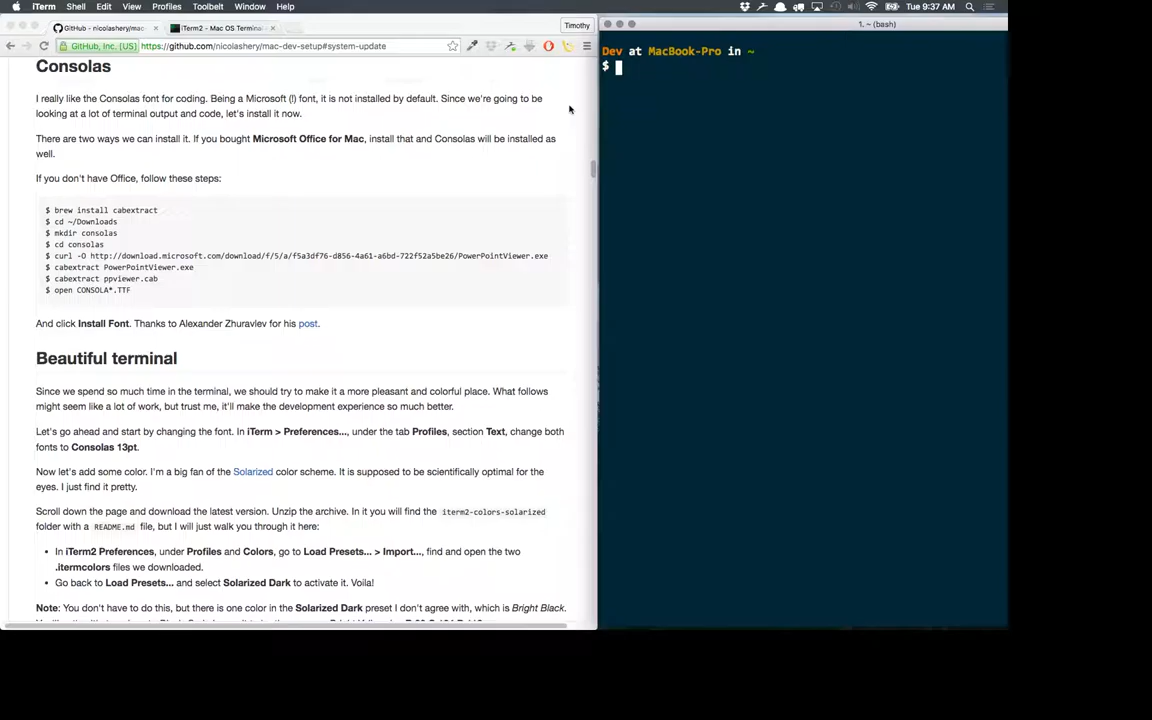 iTerm Shell Edit View Profiles Toolbelt Window Help Tue 9:37 AM
GitHub - nicolashery/mac- iTerm2 - Mac OS Terminal Timothy
GitHub, Inc. [US] https://github.com/nicolashery/mac-dev-setup#system-update
Consolas
I really like the Consolas font for coding. Being a Microsoft (!) font, it is not installed by default. Since we're going to be
looking at a lot of terminal output and code, let's install it now.
There are two ways we can install it. If you bought Microsoft Office for Mac, install that and Consolas will be installed as
well.
If you don't have Office, follow these steps:
$ brew install cabextract
$ cd ~/Downloads
$ mkdir consolas
$ cd consolas
$ curl -O http://download.microsoft.com/download/f/5/a/f5a3df76-d856-4a61-a6bd-722f52a5be26/PowerPointViewer.exe
$ cabextract PowerPointViewer.exe
$ cabextract ppviewer.cab
$ open CONSOLA*.TTF
And click Install Font. Thanks to Alexander Zhuravlev for his post.
Beautiful terminal
Since we spend so much time in the terminal, we should try to make it a more pleasant and colorful place. What follows
might seem like a lot of work, but trust me, it'll make the development experience so much better.
Let's go ahead and start by changing the font. In iTerm > Preferences..., under the tab Profiles, section Text, change both
fonts to Consolas 13pt.
Now let's add some color. I'm a big fan of the Solarized color scheme. It is supposed to be scientifically optimal for the
eyes. I just find it pretty.
Scroll down the page and download the latest version. Unzip the archive. In it you will find the iterm2-colors-solarized
folder with a README.md file, but I will just walk you through it here:
• In iTerm2 Preferences, under Profiles and Colors, go to Load Presets... > Import..., find and open the two
.itermcolors files we downloaded.
• Go back to Load Presets... and select Solarized Dark to activate it. Voila!
Note: You don't have to do this, but there is one color in the Solarized Dark preset I don't agree with, which is Bright Black.
1. ~ (bash)
Dev at MacBook-Pro in ~
$